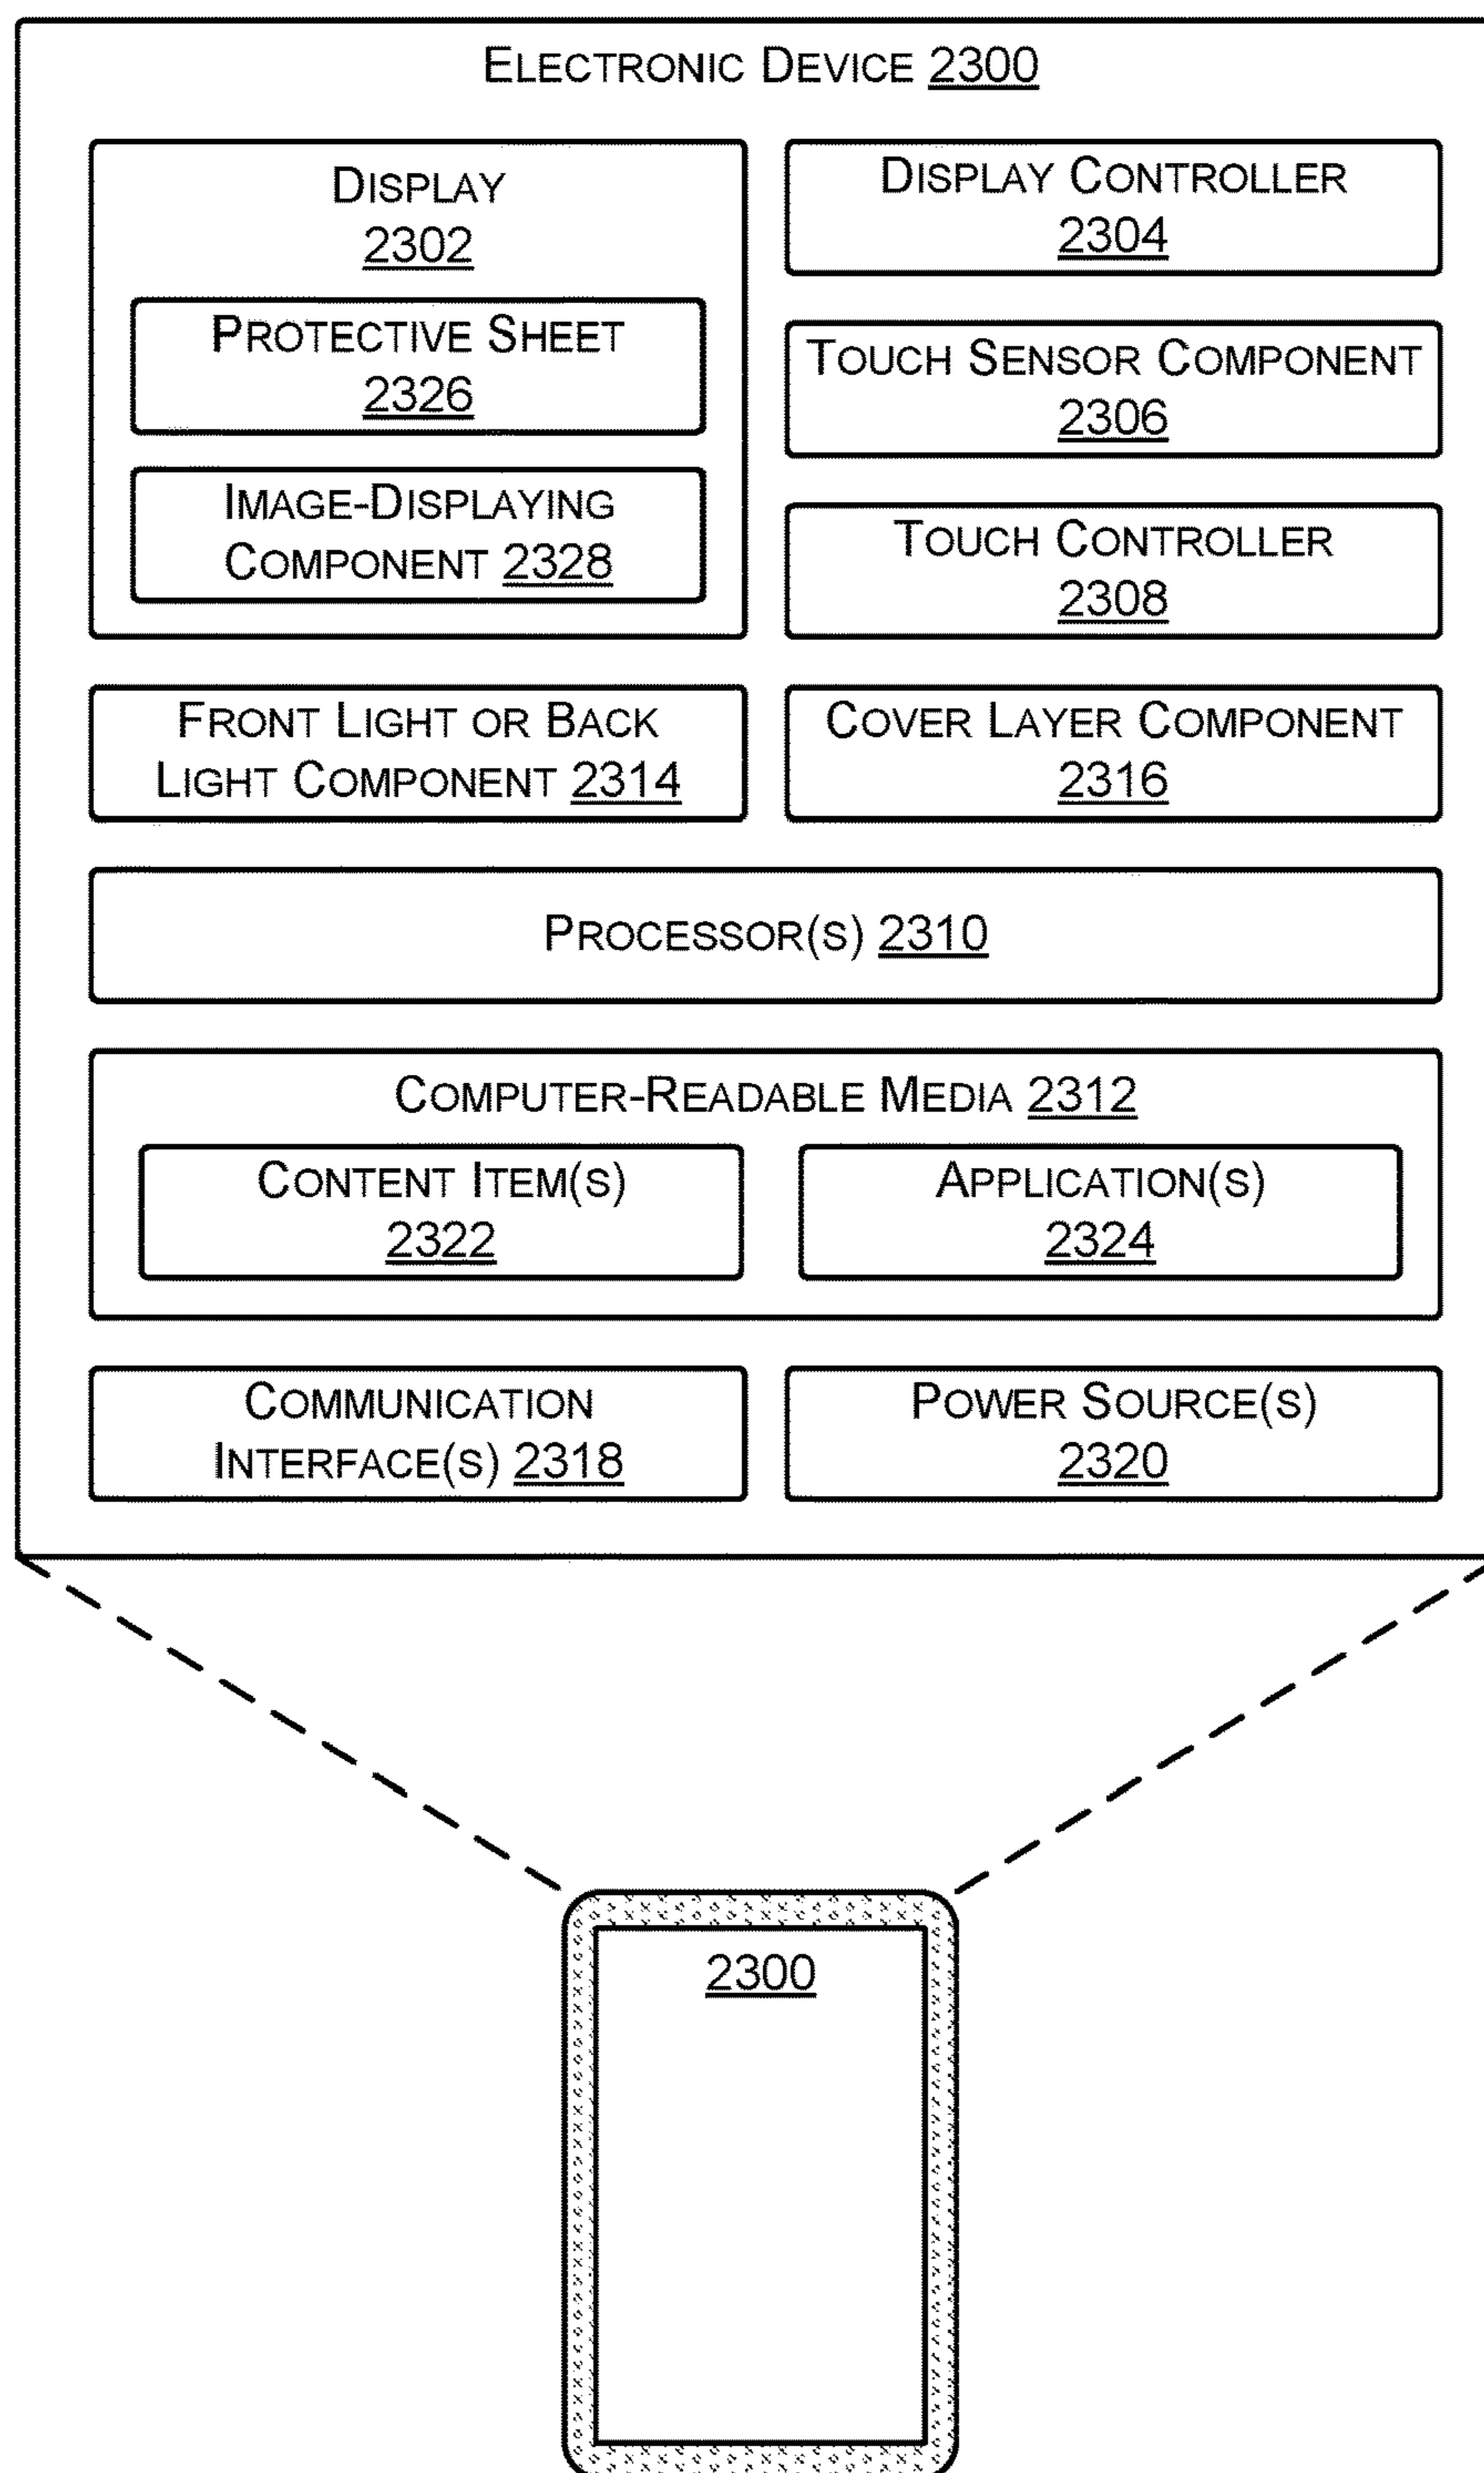 ELECTRONIC DEVICE 2300
DISPLAY
2302
PROTECTIVE SHEET
2326
IMAGE-DISPLAYING
COMPONENT 2328
DISPLAY CONTROLLER
2304
TOUCH SENSOR COMPONENT
2306
TOUCH CONTROLLER
2308
FRONT LIGHT OR BACK
LIGHT COMPONENT 2314
COVER LAYER COMPONENT
2316
PROCESSOR(S) 2310
COMPUTER-READABLE MEDIA 2312
CONTENT ITEM(S)
2322
APPLICATION(S)
2324
COMMUNICATION
INTERFACE(S) 2318
POWER SOURCE(S)
2320
2300